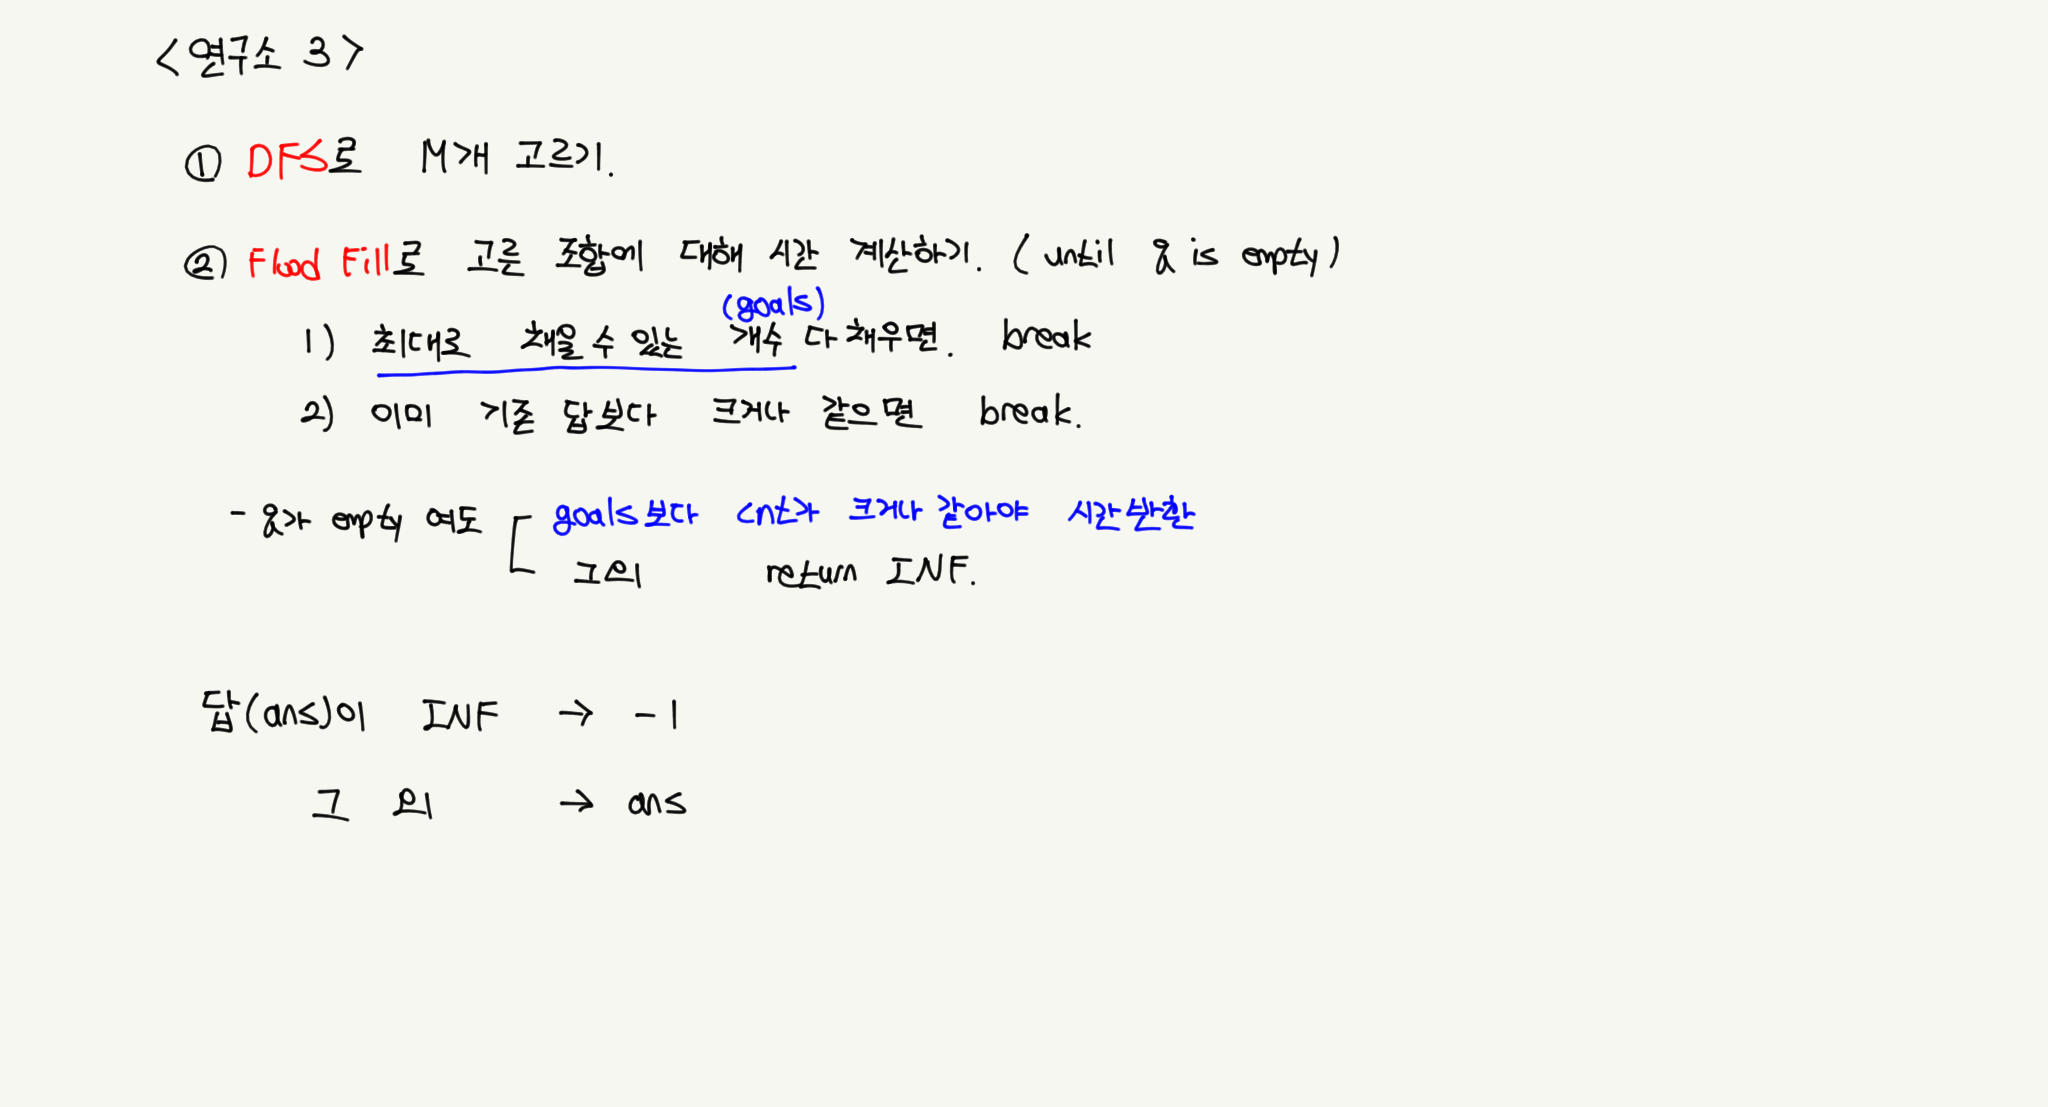 <연구소 3>
① DFS로 M개 고르기.
② Flood Fill로 고른 조합에 대해 시간 계산하기. (until q is empty)
(goals)
1) 최대로 채울 수 있는 개수 다 채우면. break
2) 이미 기존 답보다 크거나 같으면 break.
- q가 empty 여도 [ goals보다 cnt가 크거나 같아야 시간반환
그외 return INF.
답(ans)이 INF → -1
그 외 → ans